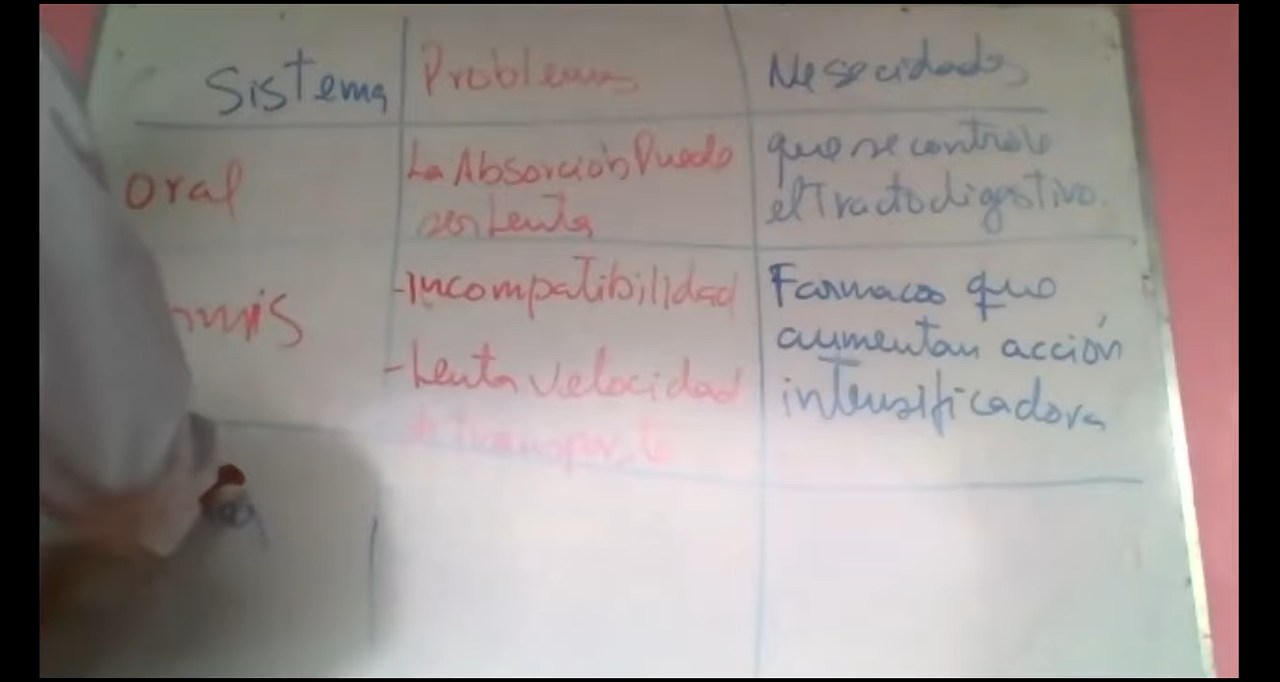 Sistema
Problemas
Nesecidades
oral
La Absorción Puede
ser Lenta
que se controle
el Tracto digestivo.
-Incompatibilidad
-Lenta velocidad
Farmacos que
aumentan acción
intensificadora